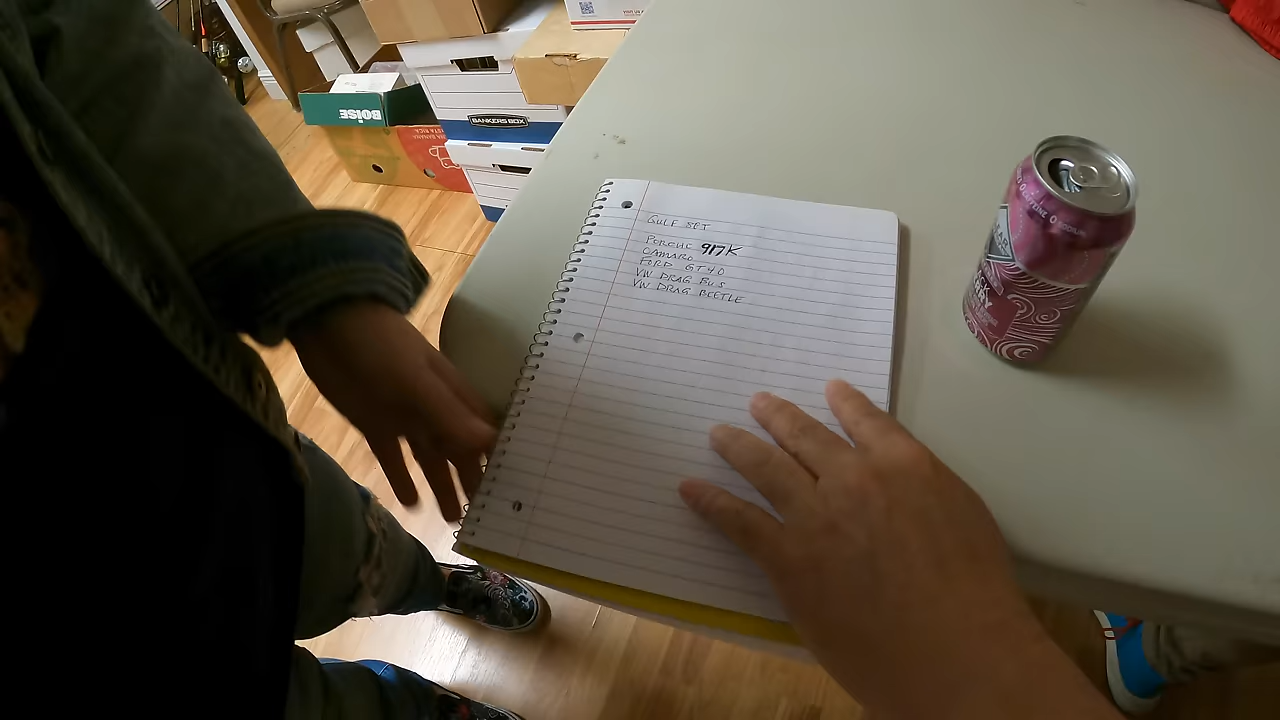 GULF SET
PORCHE 917K
CAMARO
FORD GT40
VW DRAG BUS
VW DRAG BEETLE
BOISE
BANKERS BOX